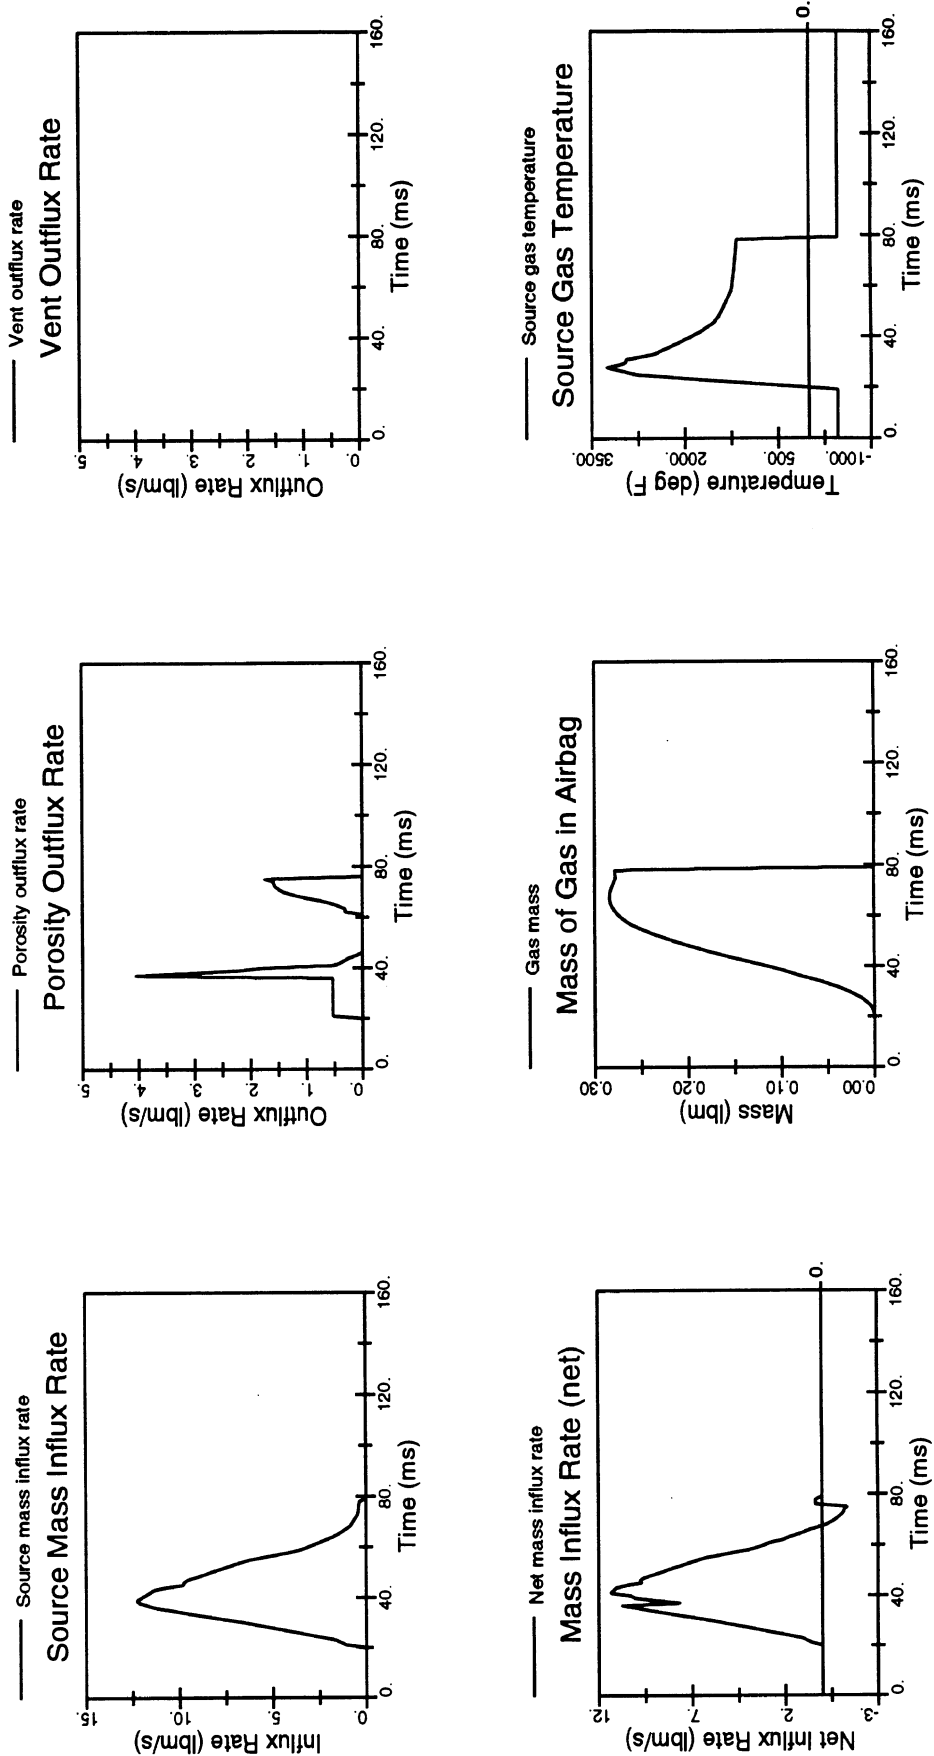 Source mass influx rate
Source Mass Influx Rate
Influx Rate (lbm/s)
15.
10.
5.
0.
0. 40. 80. 120. 160.
Time (ms)
Porosity outflux rate
Porosity Outflux Rate
Outflux Rate (lbm/s)
5.
4.
3.
2.
1.
0.
0. 40. 80. 120. 160.
Time (ms)
Vent outflux rate
Vent Outflux Rate
Outflux Rate (lbm/s)
5.
4.
3.
2.
1.
0.
0. 40. 80. 120. 160.
Time (ms)
Net mass influx rate
Mass Influx Rate (net)
Net Influx Rate (lbm/s)
12.
7.
2.
-3.
0.
0. 40. 80. 120. 160.
Time (ms)
Gas mass
Mass of Gas in Airbag
Mass (lbm)
0.30
0.20
0.10
0.00
0. 40. 80. 120. 160.
Time (ms)
Source gas temperature
Source Gas Temperature
Temperature (deg F)
3500.
2000.
500.
-1000.
0.
0. 40. 80. 120. 160.
Time (ms)